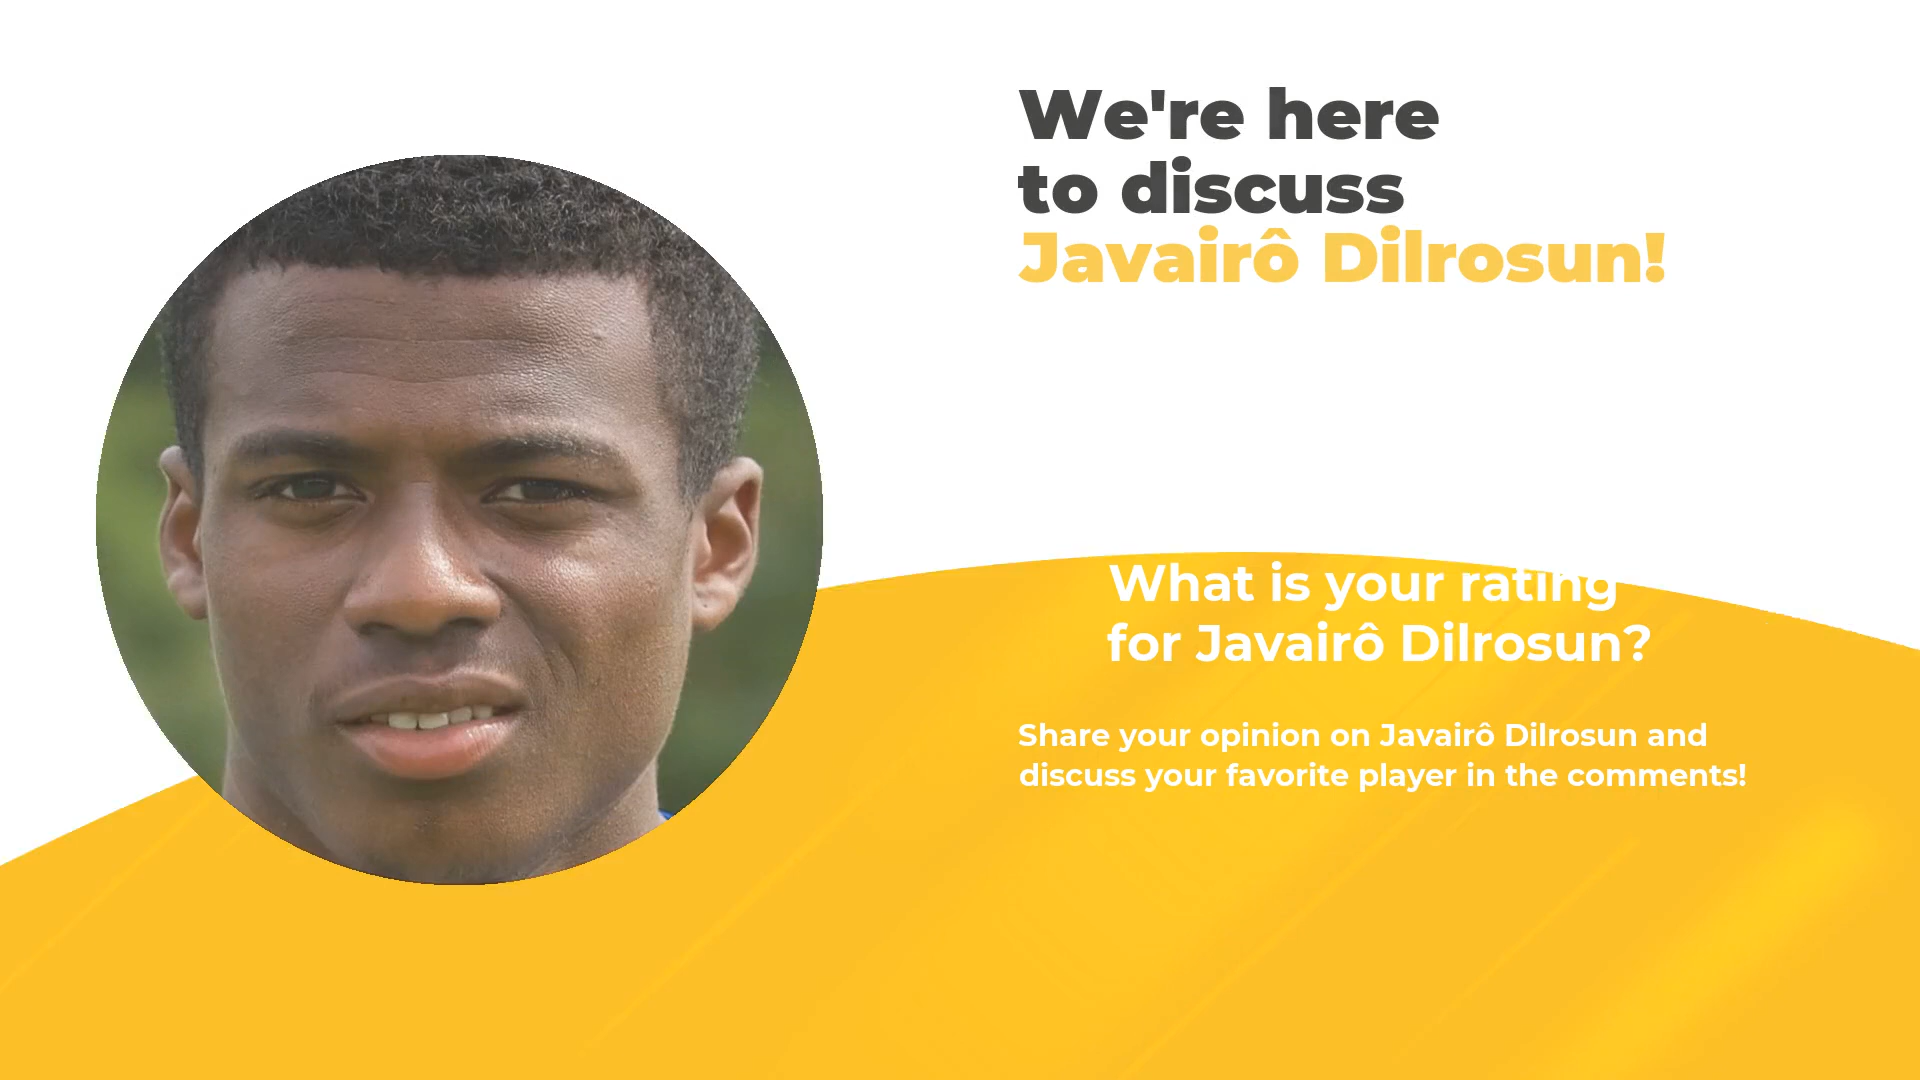 We're here
to discuss
Javairô Dilrosun!
What is your rating
for Javairô Dilrosun?
Share your opinion on Javairô Dilrosun and
discuss your favorite player in the comments!